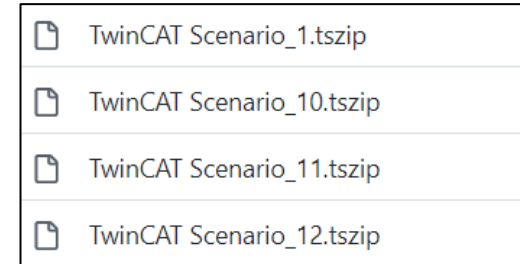 TwinCAT Scenario_1.tszip
TwinCAT Scenario_10.tszip
TwinCAT Scenario_11.tszip
TwinCAT Scenario_12.tszip